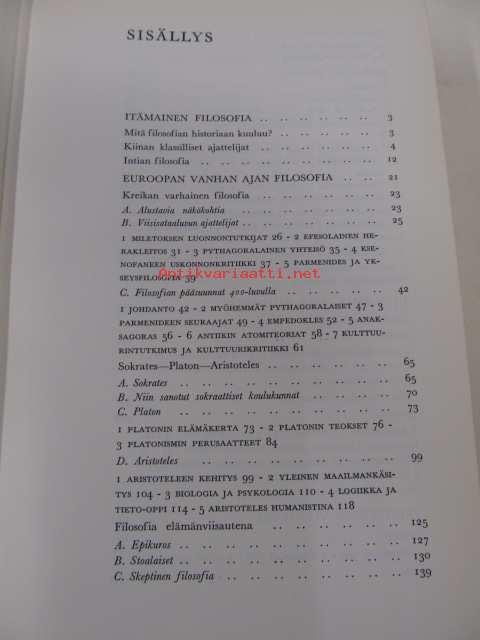 SISÄLLYS
ITÄMAINEN FILOSOFIA .. .. .. .. .. .. 3
Mitä filosofian historiaan kuuluu? .. .. .. .. .. 3
Kiinan klassilliset ajattelijat .. .. .. .. .. .. 4
Intian filosofia .. .. .. .. .. .. .. .. 12
EUROOPAN VANHAN AJAN FILOSOFIA .. .. .. 21
Kreikan varhainen filosofia .. .. .. .. .. .. 23
A. Alustavia näkökohtia .. .. .. .. .. .. 23
B. Viisisataaluvun ajattelijat .. .. .. .. .. .. 25
1 MILETOKSEN LUONNONTUTKIJAT 26 - 2 EFESOLAINEN HE-
RAKLEITOS 31 - 3 PYTHAGORALAINEN YHTEISÖ 35 - 4 KSE-
NOFANEEN USKONNONKRITIIKKI 37 - 5 PARMENIDES JA YK-
SEYSFILOSOFIA 39
Antikvariaatti.net
C. Filosofian pääsuunnat 400-luvulla .. .. .. .. .. 42
1 JOHDANTO 42 - 2 MYÖHEMMÄT PYTHAGORALAISET 47 - 3
PARMENIDEEN SEURAAJAT 49 - 4 EMPEDOKLES 52 - 5 ANAK-
SAGORAS 56 - 6 ANTIIKIN ATOMITEORIAT 58 - 7 KULTTUU-
RINTUTKIMUS JA KULTTUURIKRITIIKKI 61
Sokrates—Platon—Aristoteles .. .. .. .. .. .. 65
A. Sokrates .. .. .. .. .. .. .. .. 65
B. Niin sanotut sokraattiset koulukunnat .. .. .. .. 70
C. Platon .. .. .. .. .. .. .. .. 73
1 PLATONIN ELÄMÄKERTA 73 - 2 PLATONIN TEOKSET 76 -
3 PLATONISMIN PERUSAATTEET 84
D. Aristoteles .. .. .. .. .. .. .. 99
1 ARISTOTELEEN KEHITYS 99 - 2 YLEINEN MAAILMANKÄSI-
TYS 104 - 3 BIOLOGIA JA PSYKOLOGIA 110 - 4 LOGIIKKA JA
TIETO-OPPI 114 - 5 ARISTOTELES HUMANISTINA 118
Filosofia elämänviisautena .. .. .. .. .. .. 125
A. Epikuros .. .. .. .. .. .. .. .. 127
B. Stoalaiset .. .. .. .. .. .. .. .. 130
C. Skeptinen filosofia .. .. .. .. .. .. .. 139